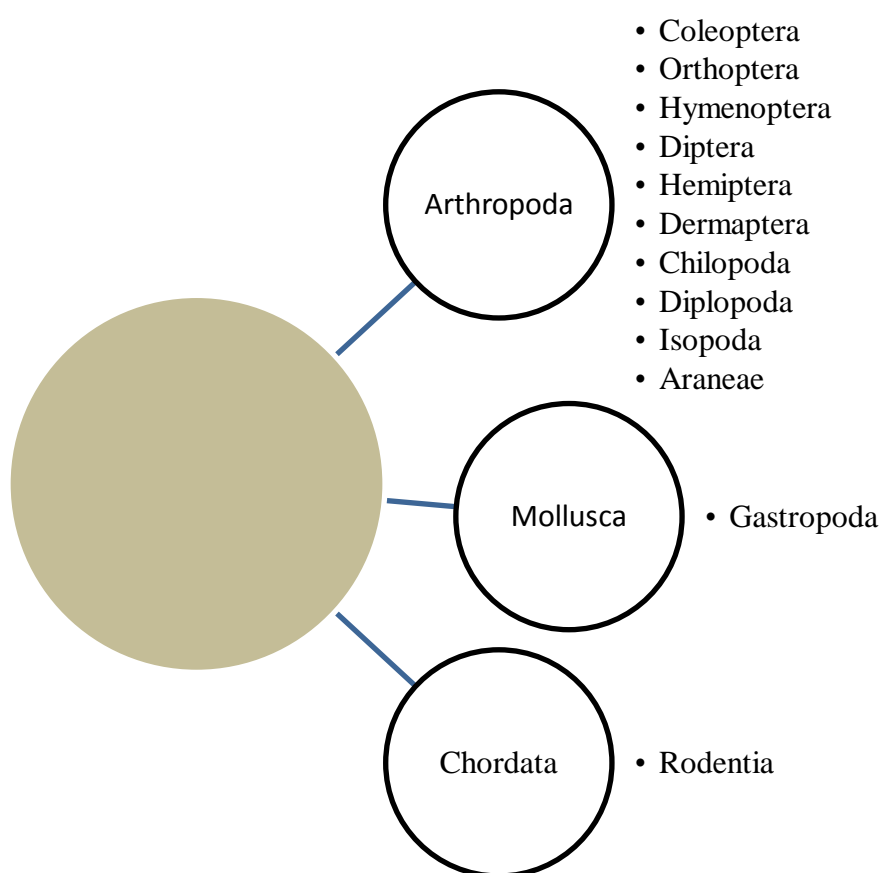 Arthropoda
• Coleoptera
• Orthoptera
• Hymenoptera
• Diptera
• Hemiptera
• Dermaptera
• Chilopoda
• Diplopoda
• Isopoda
• Araneae
Mollusca
• Gastropoda
Chordata
• Rodentia